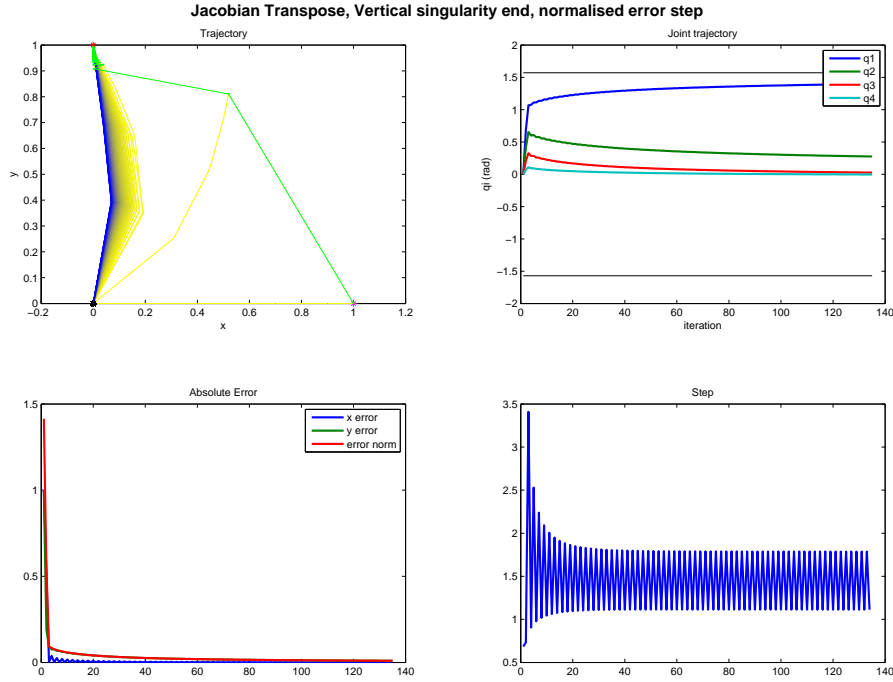 Jacobian Transpose, Vertical singularity end, normalised error step
Trajectory
1
0.9
0.8
0.7
0.6
0.5
0.4
0.3
0.2
0.1
0
y
−0.2 0 0.2 0.4 0.6 0.8 1 1.2
x
Joint trajectory
2
1.5
1
0.5
0
−0.5
−1
−1.5
−2
qi (rad)
q1
q2
q3
q4
0 20 40 60 80 100 120 140
iteration
Absolute Error
1.5
1
0.5
0
x error
y error
error norm
0 20 40 60 80 100 120 140
Step
3.5
3
2.5
2
1.5
1
0.5
0 20 40 60 80 100 120 140